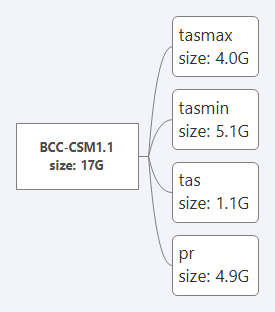 BCC-CSM1.1
size: 17G
tasmax
size: 4.0G
tasmin
size: 5.1G
tas
size: 1.1G
pr
size: 4.9G